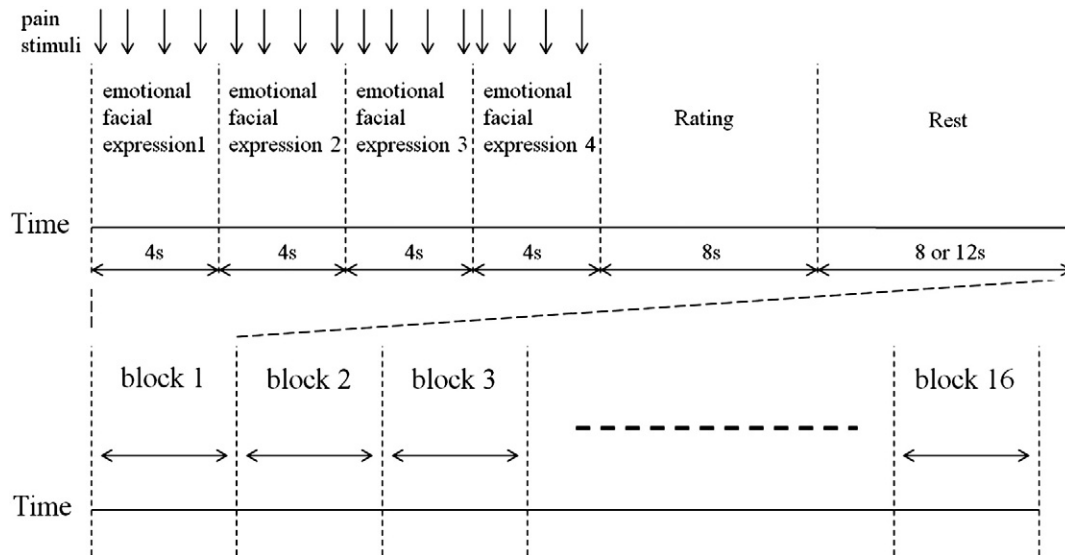 pain
stimuli
emotional
facial
expression1
emotional
facial
expression 2
emotional
facial
expression 3
emotional
facial
expression 4
Rating
Rest
Time
4s
4s
4s
4s
8s
8 or 12s
block 1
block 2
block 3
block 16
Time